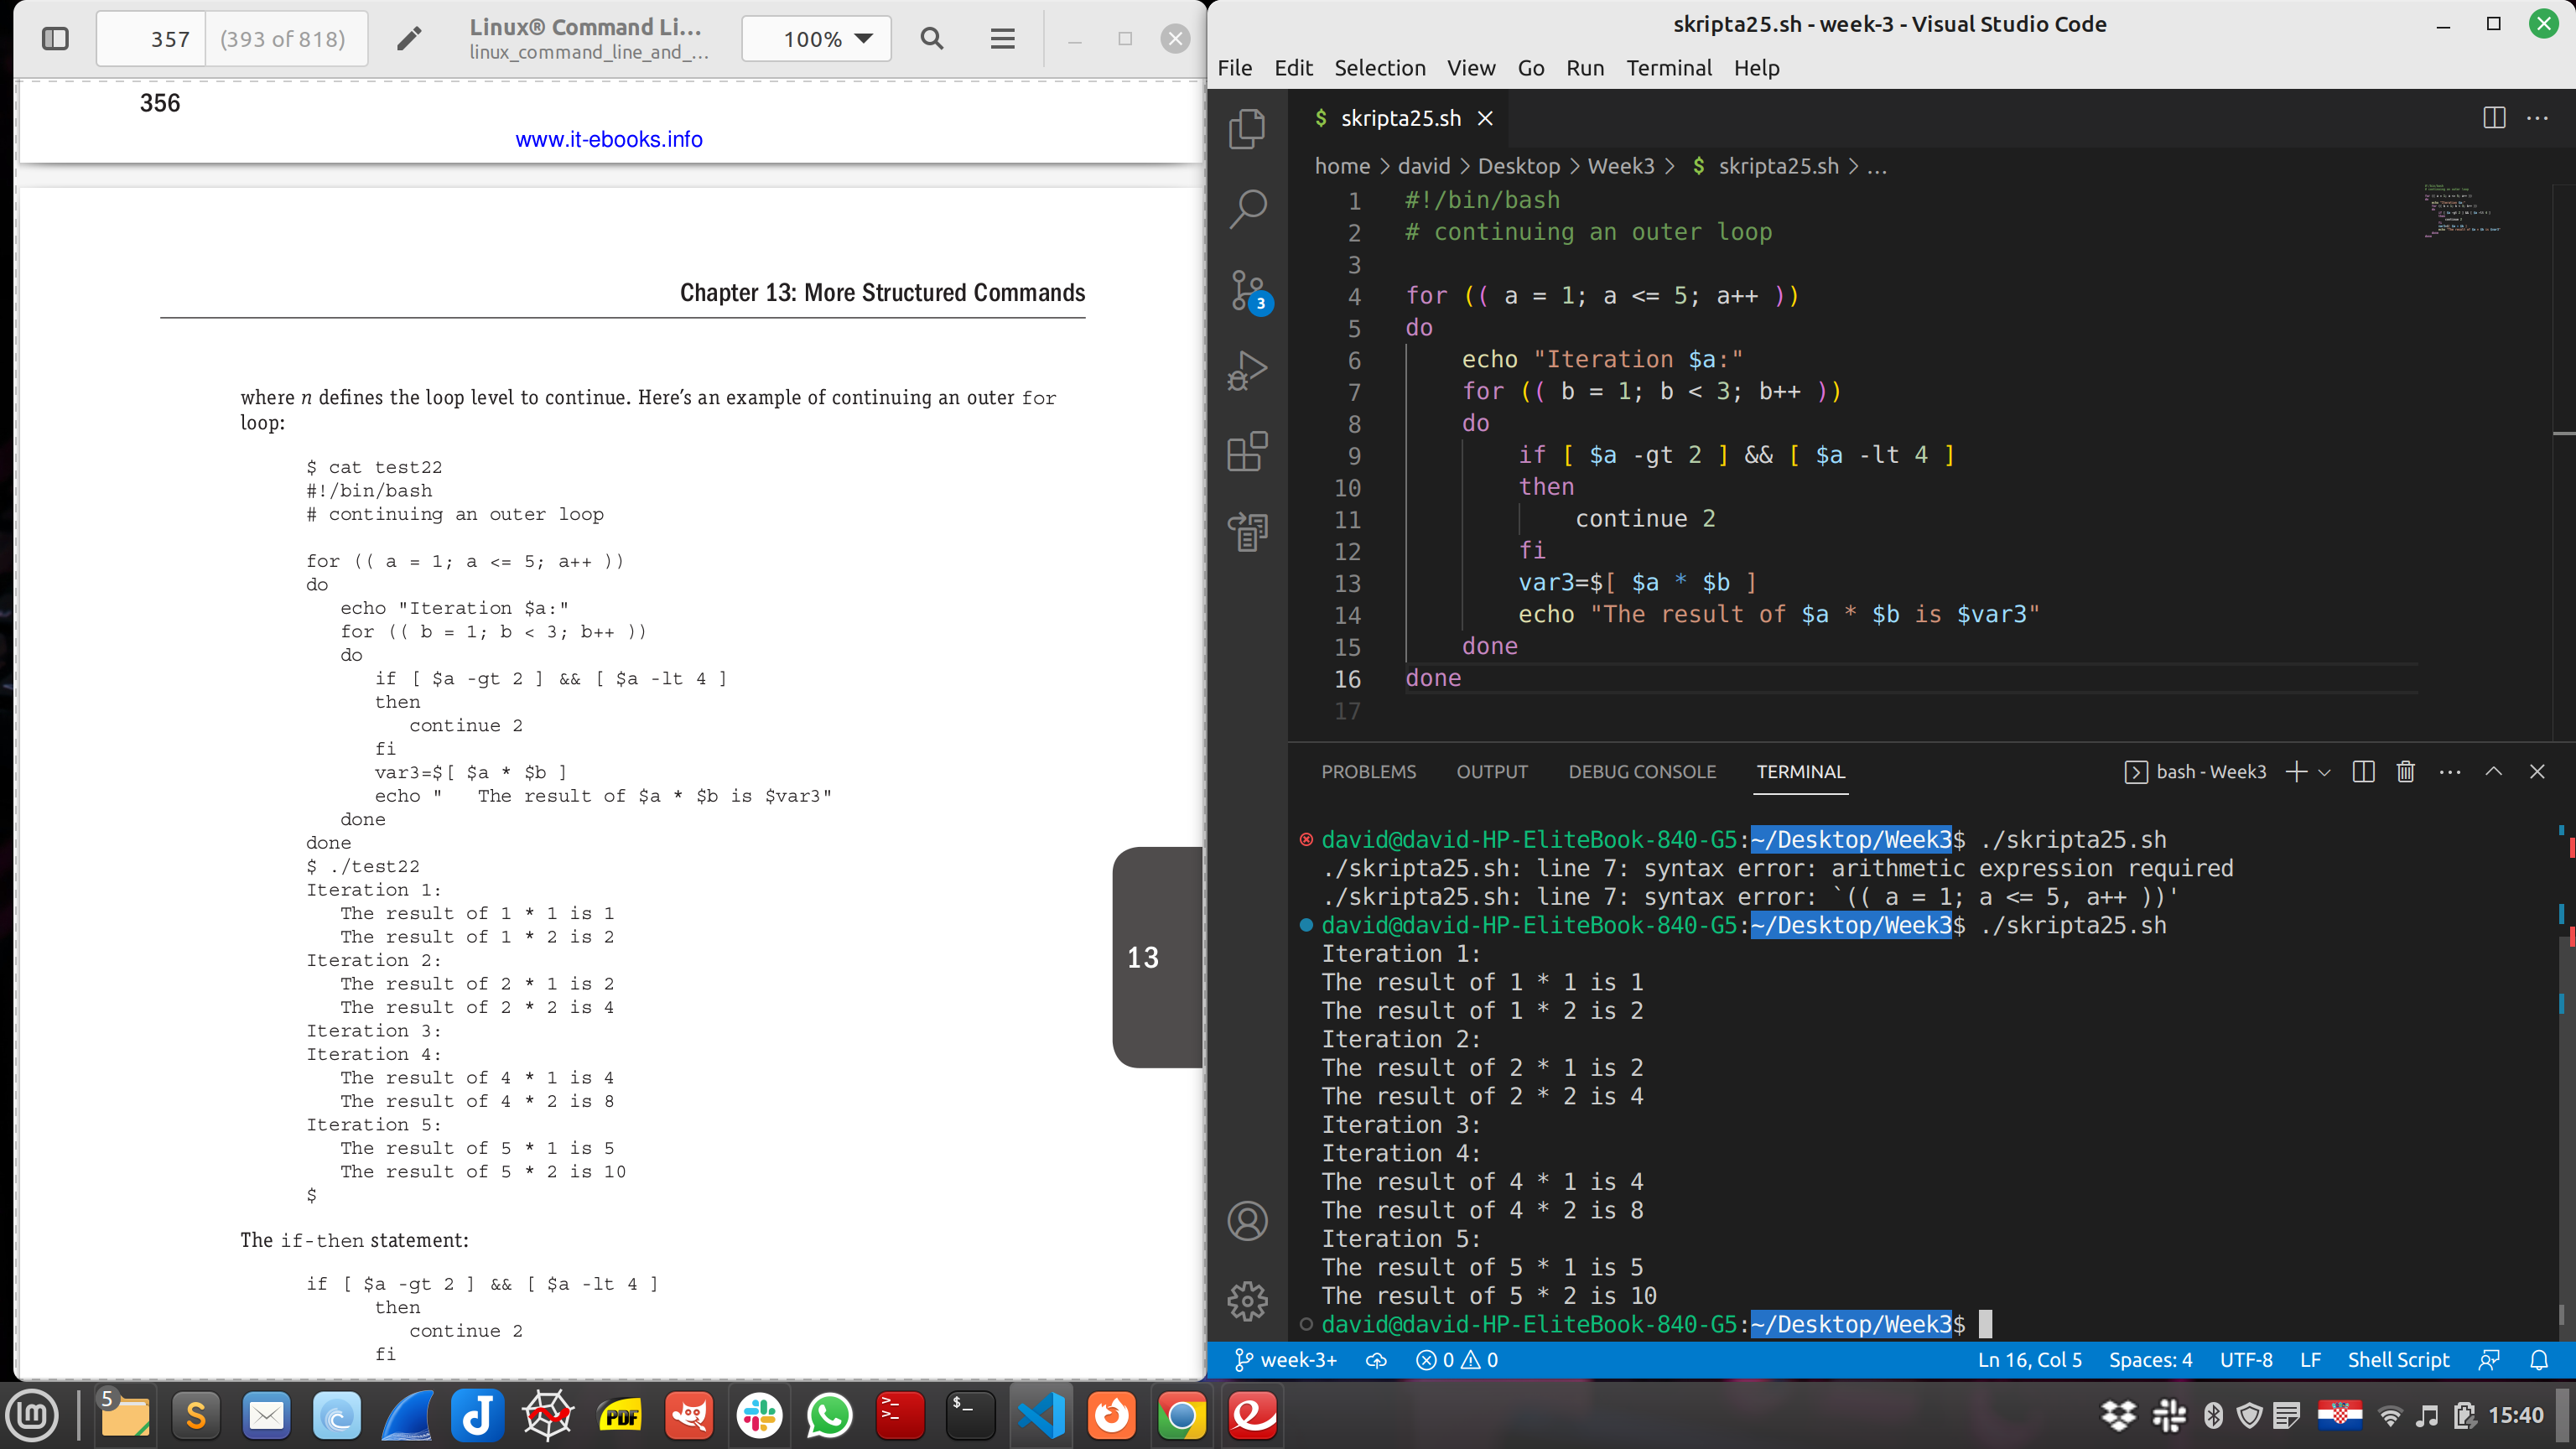 357 (393 of 818)
Linux® Command Li...
linux_command_line_and_...
100%
356
www.it-ebooks.info
Chapter 13: More Structured Commands
where n defines the loop level to continue. Here's an example of continuing an outer for
loop:
$ cat test22
#!/bin/bash
# continuing an outer loop
for (( a = 1; a <= 5; a++ ))
do
echo "Iteration $a:"
for (( b = 1; b < 3; b++ ))
do
if [ $a -gt 2 ] && [ $a -lt 4 ]
then
continue 2
fi
var3=$[ $a * $b ]
echo "   The result of $a * $b is $var3"
done
done
$ ./test22
Iteration 1:
The result of 1 * 1 is 1
The result of 1 * 2 is 2
Iteration 2:
The result of 2 * 1 is 2
The result of 2 * 2 is 4
Iteration 3:
Iteration 4:
The result of 4 * 1 is 4
The result of 4 * 2 is 8
Iteration 5:
The result of 5 * 1 is 5
The result of 5 * 2 is 10
$
13
The if-then statement:
if [ $a -gt 2 ] && [ $a -lt 4 ]
then
continue 2
fi
skripta25.sh - week-3 - Visual Studio Code
File Edit Selection View Go Run Terminal Help
$ skripta25.sh
home > david > Desktop > Week3 > $ skripta25.sh > ...
3
1 #!/bin/bash
2 # continuing an outer loop
3
4 for (( a = 1; a <= 5; a++ ))
5 do
6 echo "Iteration $a:"
7 for (( b = 1; b < 3; b++ ))
8 do
9 if [ $a -gt 2 ] && [ $a -lt 4 ]
10 then
11 continue 2
12 fi
13 var3=$[ $a * $b ]
14 echo "The result of $a * $b is $var3"
15 done
16 done
17
PROBLEMS OUTPUT DEBUG CONSOLE TERMINAL bash - Week3
david@david-HP-EliteBook-840-G5:~/Desktop/Week3$ ./skripta25.sh
./skripta25.sh: line 7: syntax error: arithmetic expression required
./skripta25.sh: line 7: syntax error: `(( a = 1; a <= 5, a++ ))'
david@david-HP-EliteBook-840-G5:~/Desktop/Week3$ ./skripta25.sh
Iteration 1:
The result of 1 * 1 is 1
The result of 1 * 2 is 2
Iteration 2:
The result of 2 * 1 is 2
The result of 2 * 2 is 4
Iteration 3:
Iteration 4:
The result of 4 * 1 is 4
The result of 4 * 2 is 8
Iteration 5:
The result of 5 * 1 is 5
The result of 5 * 2 is 10
david@david-HP-EliteBook-840-G5:~/Desktop/Week3$
week-3+ 0 0 Ln 16, Col 5 Spaces: 4 UTF-8 LF Shell Script
5 S J PDF $_ 15:40